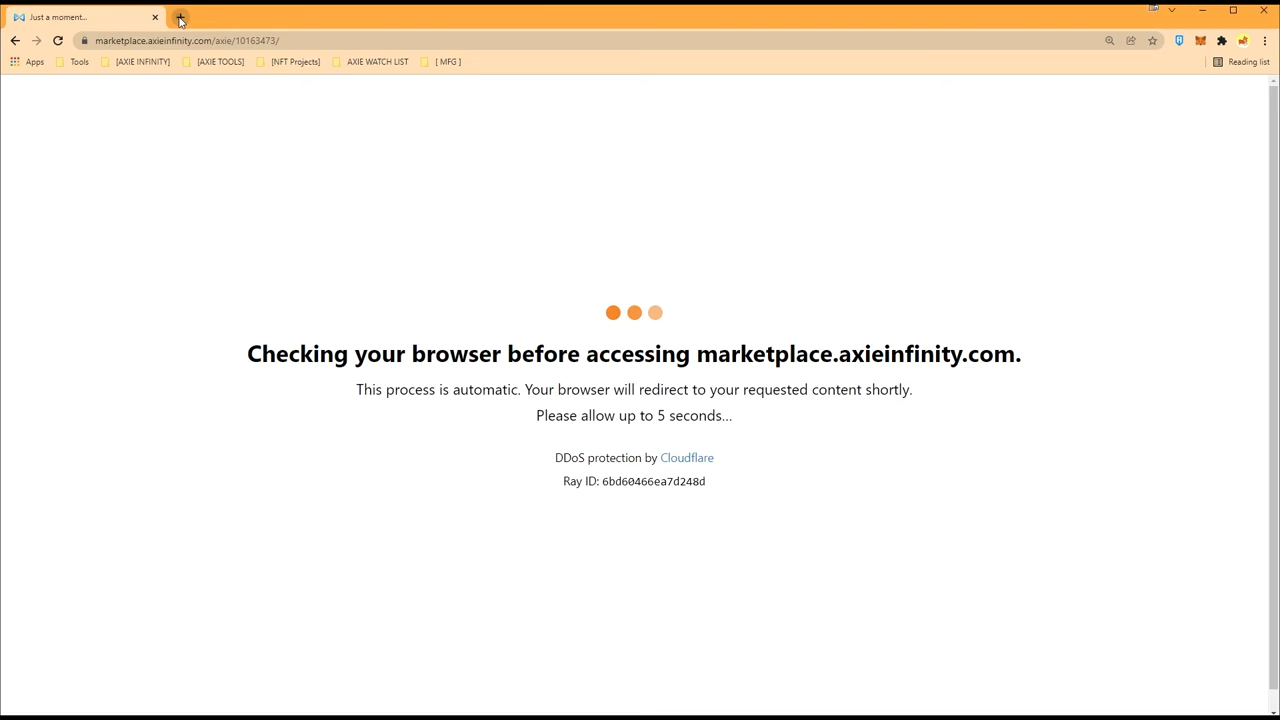 Just a moment...
marketplace.axieinfinity.com/axie/10163473/
Apps Tools [AXIE INFINITY] [AXIE TOOLS] [NFT Projects] AXIE WATCH LIST [ MFG ] Reading list
Checking your browser before accessing marketplace.axieinfinity.com.
This process is automatic. Your browser will redirect to your requested content shortly.
Please allow up to 5 seconds...
DDoS protection by Cloudflare
Ray ID: 6bd60466ea7d248d